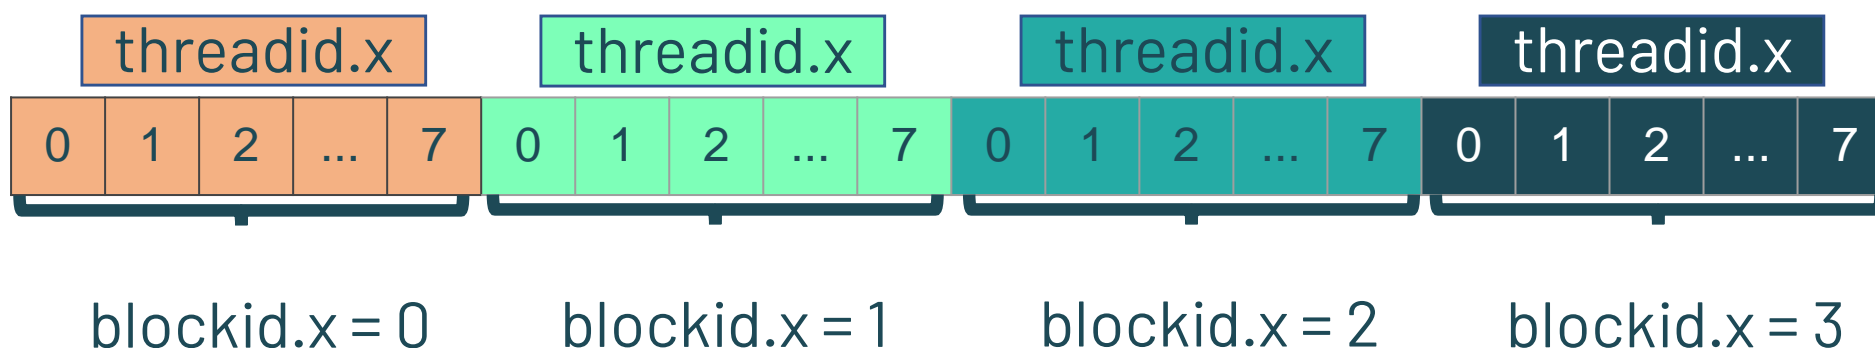 threadid.x threadid.x threadid.x threadid.x
0 1 2 ... 7 0 1 2 ... 7 0 1 2 ... 7 0 1 2 ... 7
blockid.x = 0 blockid.x = 1 blockid.x = 2 blockid.x = 3